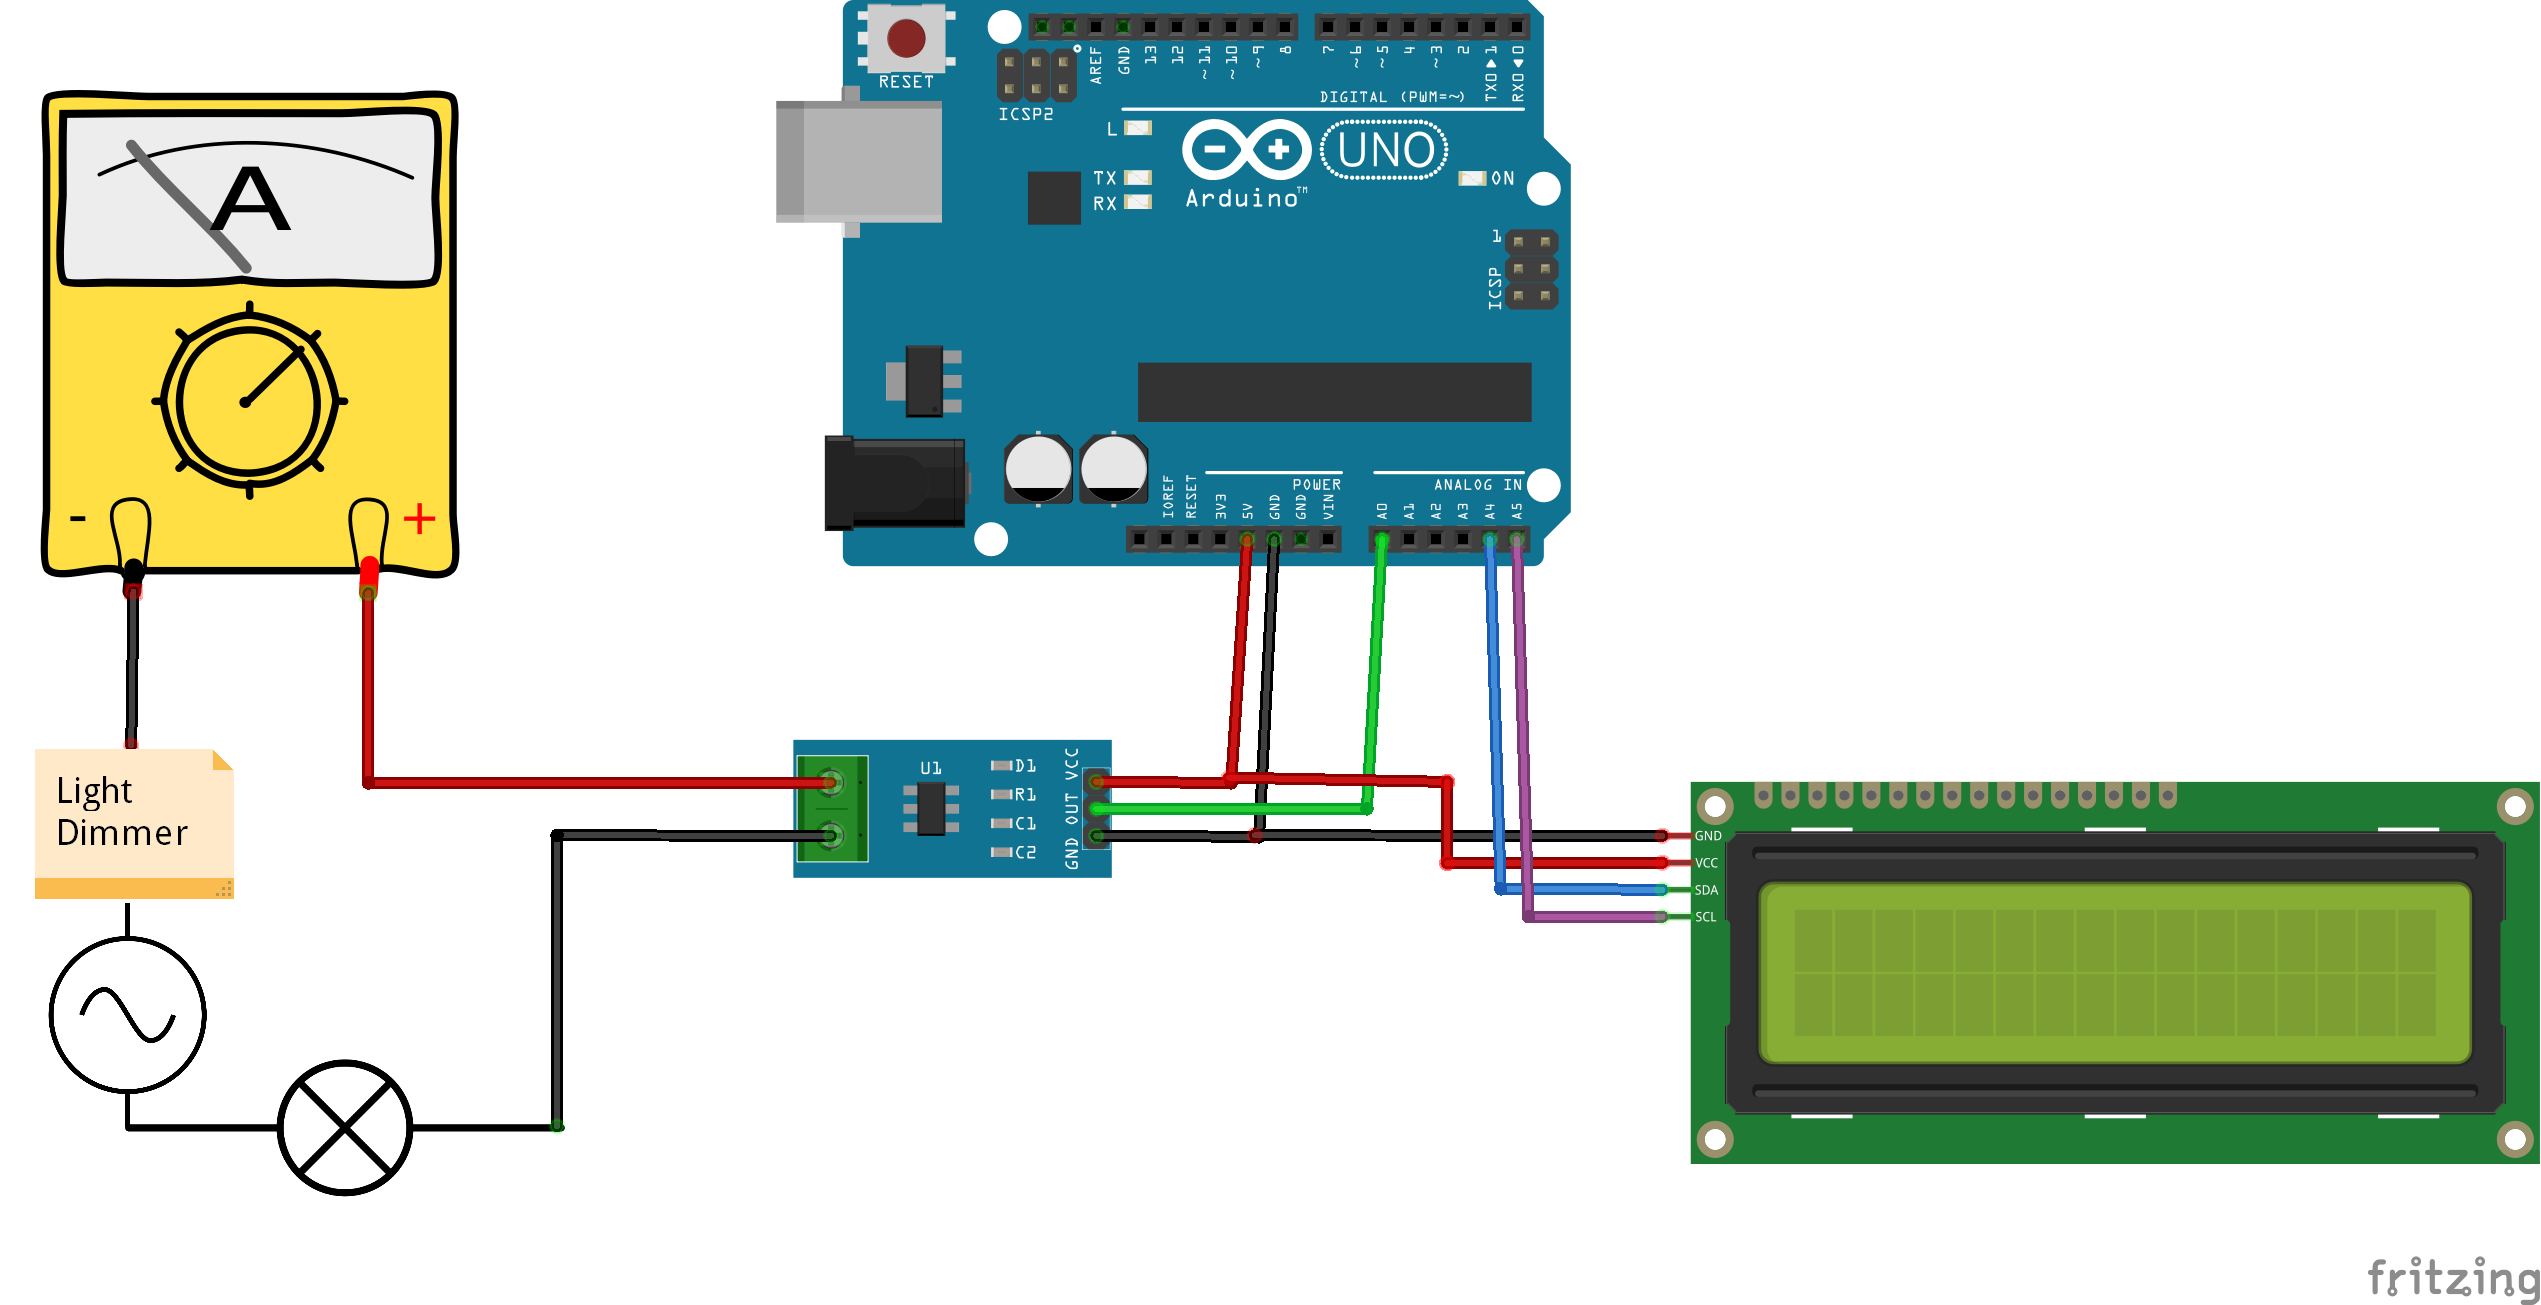 RESET
ICSP2
AREF
GND
13
12
~11
~10
~9
8
7
~6
~5
4
~3
2
TX0▶1
RX0◀0
DIGITAL (PWM=~)
L
TX
RX
UNO
Arduino™
ON
1
ICSP
A
- +
POWER
ANALOG IN
IOREF
RESET
3V3
5V
GND
GND
VIN
A0
A1
A2
A3
A4
A5
Light
Dimmer
U1
D1
R1
C1
C2
GND OUT VCC
GND
VCC
SDA
SCL
fritzing